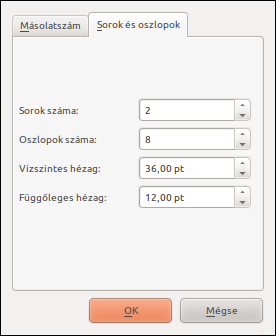 Másolatszám Sorok és oszlopok
Sorok száma: 2
Oszlopok száma: 8
Vízszintes hézag: 36,00 pt
Függőleges hézag: 12,00 pt
OK Mégse